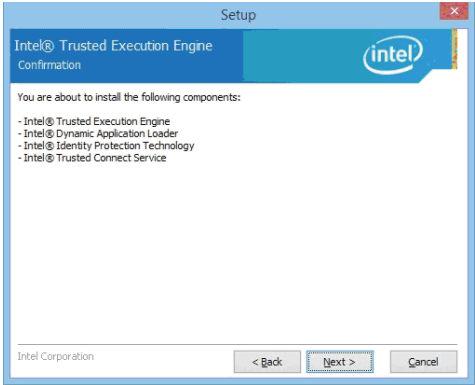 Setup
Intel® Trusted Execution Engine
Confirmation
intel
You are about to install the following components:
- Intel® Trusted Execution Engine
- Intel® Dynamic Application Loader
- Intel® Identity Protection Technology
- Intel® Trusted Connect Service
Intel Corporation
< Back
Next >
Cancel